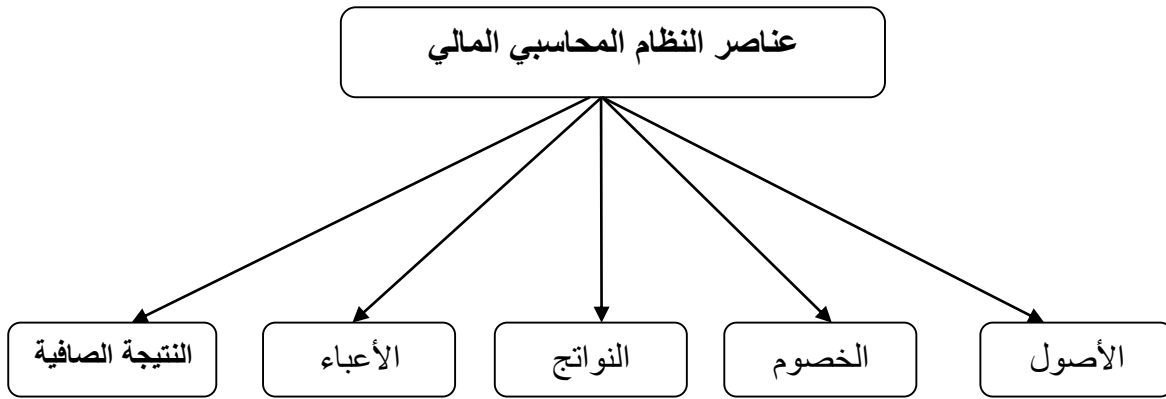 عناصر النظام المحاسبي المالي
الأصول
الخصوم
النواتج
الأعباء
النتيجة الصافية